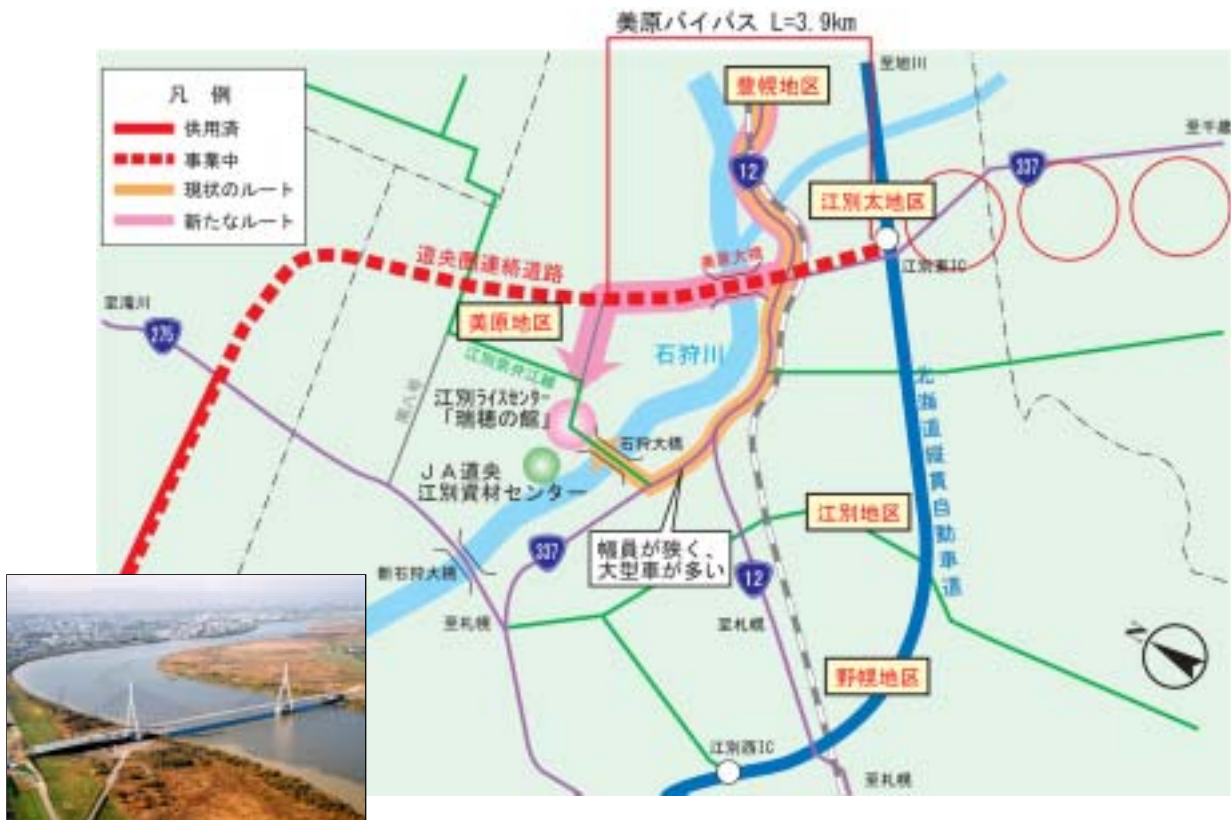 美原バイパス L=3.9km
凡 例
供用済
事業中
現状のルート
新たなルート
至旭川
豊幌地区
至千歳
12
337
江別太地区
道央圏連絡道路
美原大橋
江別東IC
至滝川
275
美原地区
石狩川
江別ライスセンター
「瑞穂の館」
石狩大橋
JA道央
江別資材センター
北海道縦貫自動車道
江別地区
幅員が狭く、
大型車が多い
337
新石狩大橋
12
至札幌
至札幌
野幌地区
N
江別西IC
至札幌